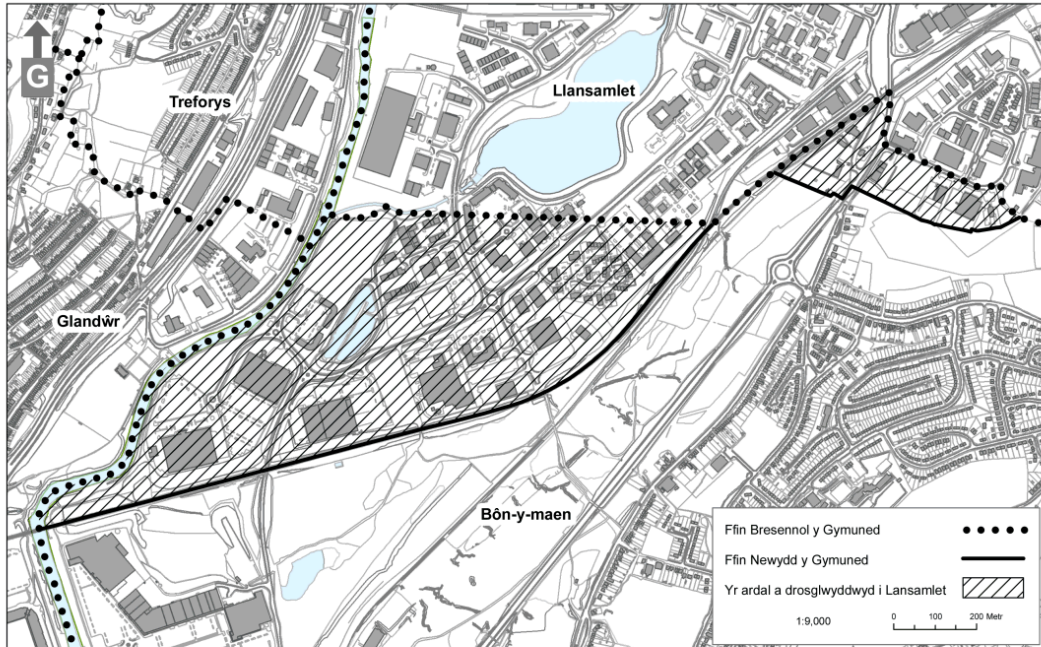 G
Treforys
Llansamlet
Glandŵr
Bôn-y-maen
Ffin Bresennol y Gymuned
Ffin Newydd y Gymuned
Yr ardal a drosglwyddwyd i Lansamlet
1:9,000
0 100 200 Metr